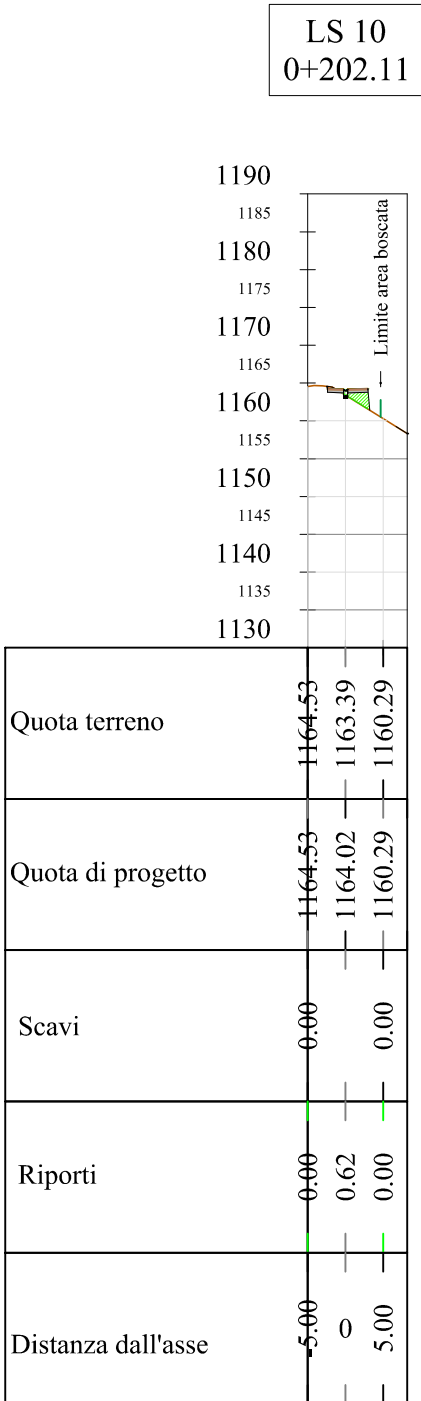 LS 10
0+202.11
1190
1185
1180
1175
1170
1165
1160
1155
1150
1145
1140
1135
1130
Limite area boscata
Quota terreno 1164.53 1163.39 1160.29
Quota di progetto 1164.53 1164.02 1160.29
Scavi 0.00 0.00
Riporti 0.00 0.62 0.00
Distanza dall'asse -5.00 0 5.00